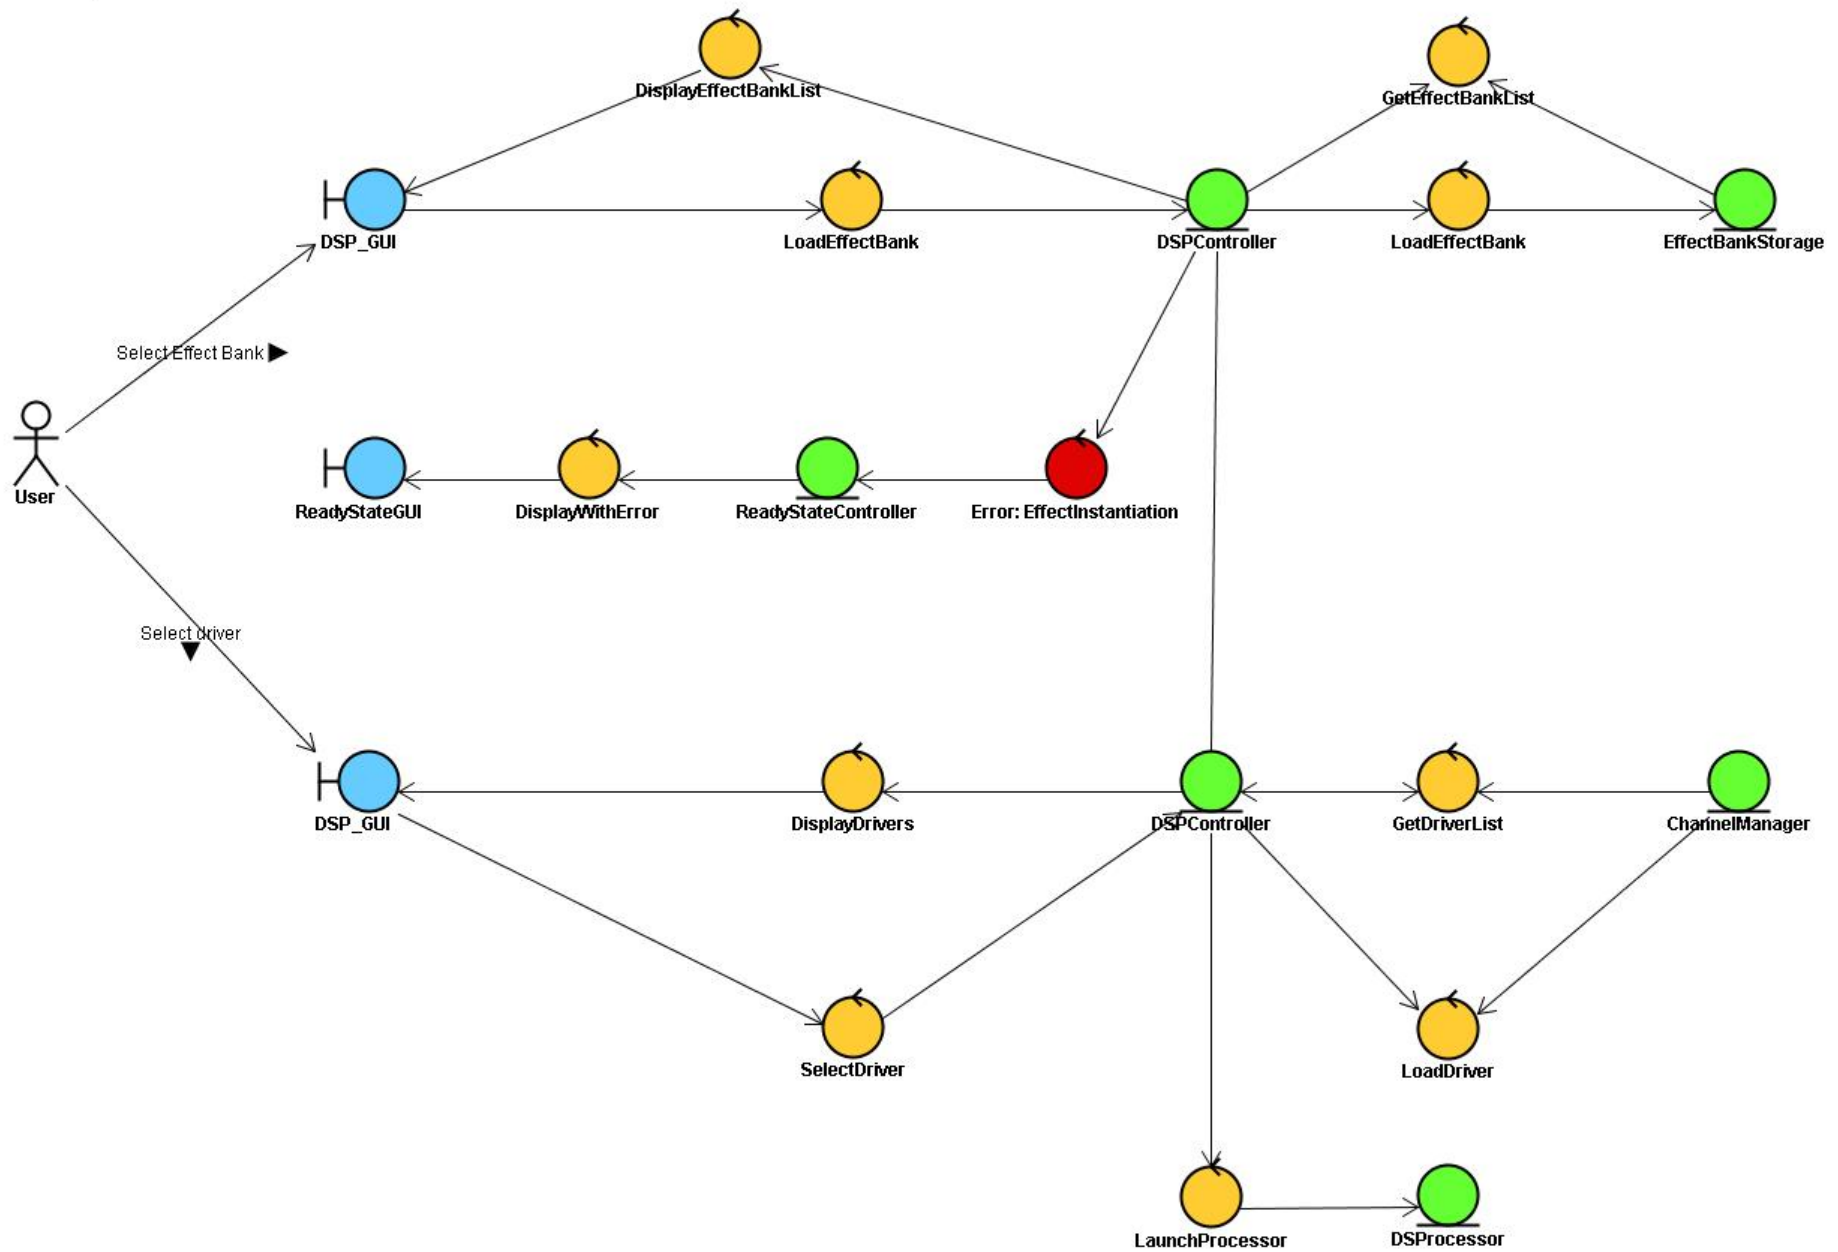 DisplayEffectBankList
GetEffectBankList
DSP_GUI
LoadEffectBank
DSPController
LoadEffectBank
EffectBankStorage
Select Effect Bank
User
ReadyStateGUI
DisplayWithError
ReadyStateController
Error: EffectInstantiation
Select driver
DSP_GUI
DisplayDrivers
DSPController
GetDriverList
ChannelManager
SelectDriver
LoadDriver
LaunchProcessor
DSProcessor